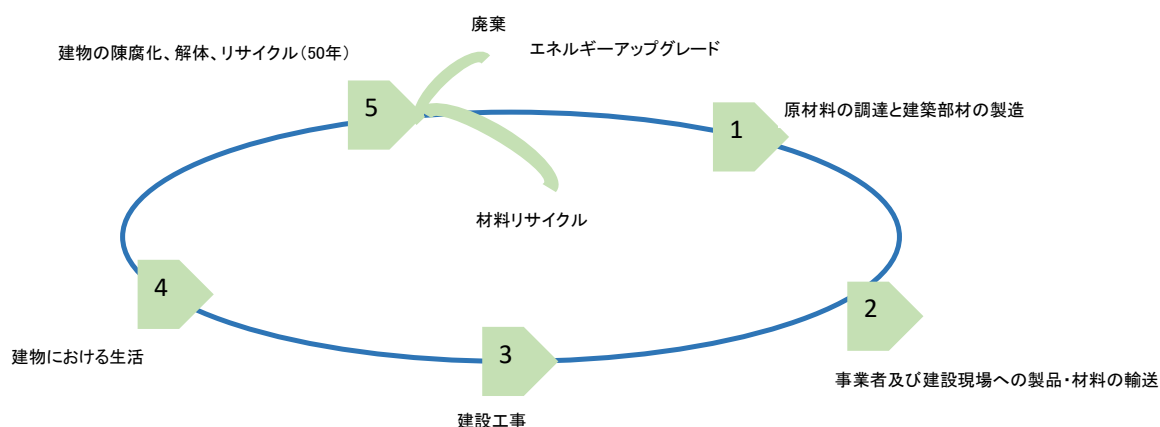 廃棄
エネルギーアップグレード
建物の陳腐化、解体、リサイクル（50年）
5
1
原材料の調達と建築部材の製造
材料リサイクル
4
2
建物における生活
3
事業者及び建設現場への製品・材料の輸送
建設工事